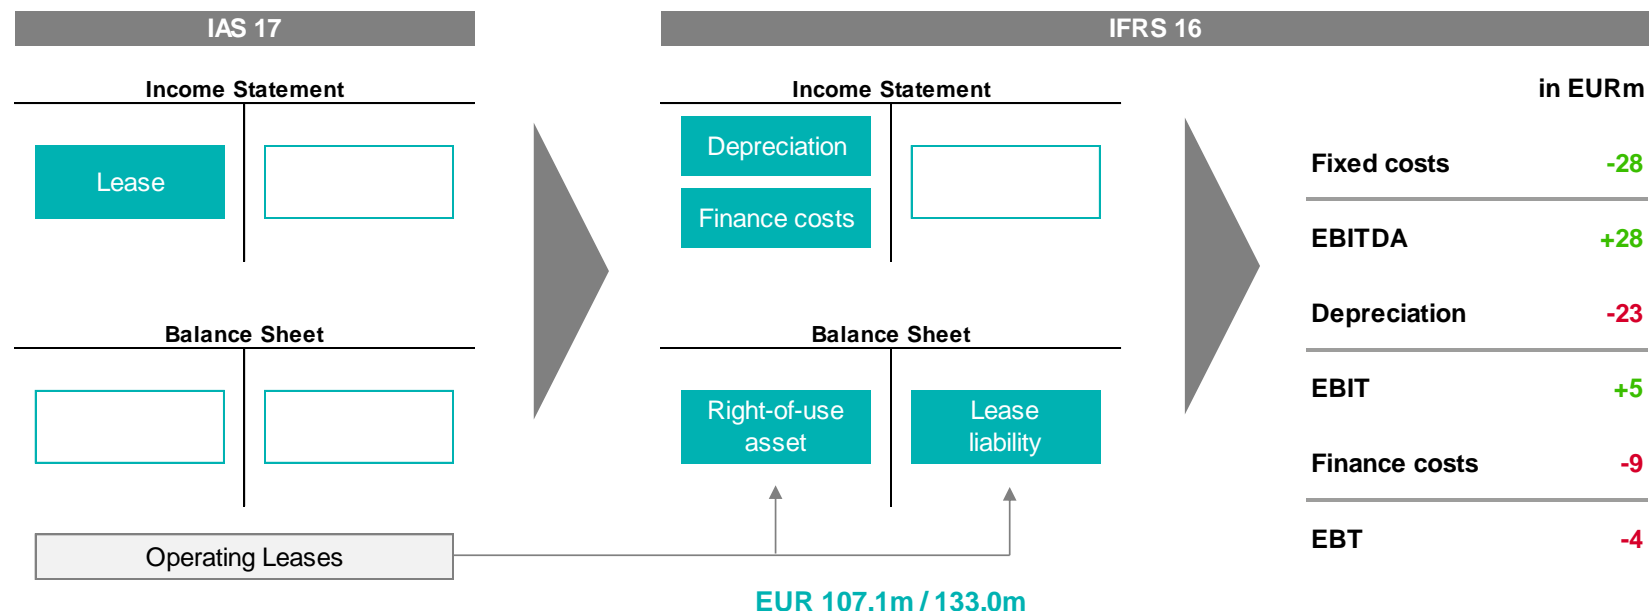 IAS 17
IFRS 16
Income Statement
Lease
Balance Sheet
Operating Leases
Income Statement
Depreciation
Finance costs
Balance Sheet
Right-of-use
asset
Lease
liability
EUR 107.1m / 133.0m
in EURm
Fixed costs -28
EBITDA +28
Depreciation -23
EBIT +5
Finance costs -9
EBT -4